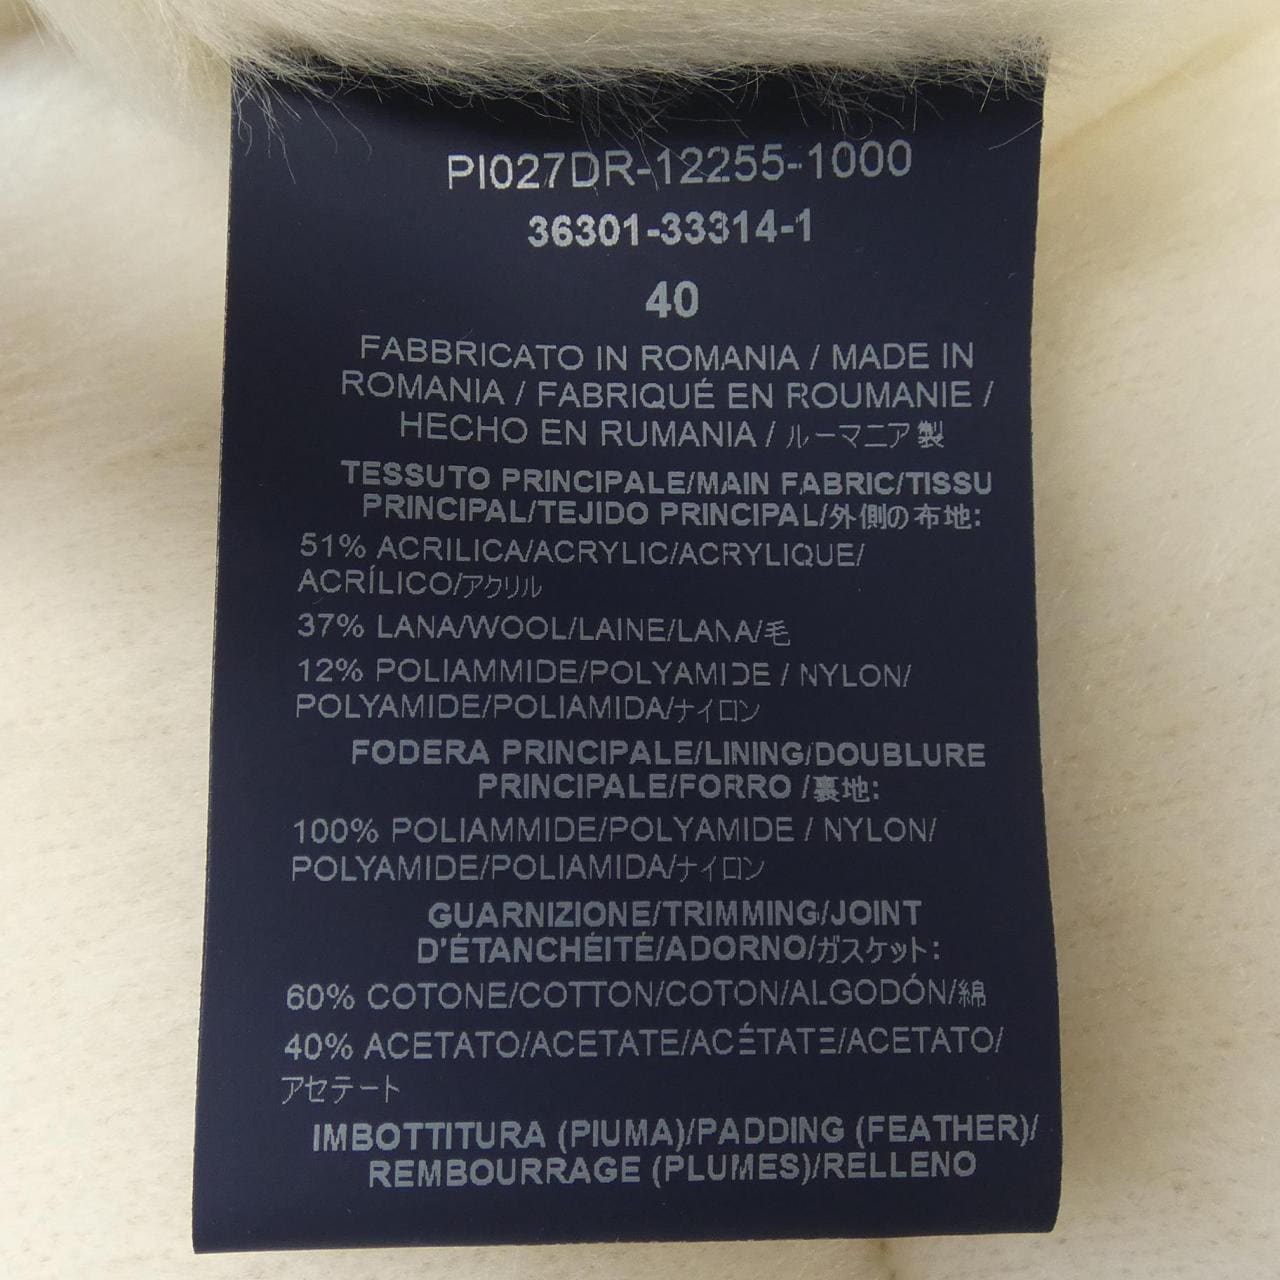 PI027DR-12255-1000
36301-33314-1
40
FABBRICATO IN ROMANIA / MADE IN
ROMANIA / FABRIQUÉ EN ROUMANIE /
HECHO EN RUMANIA / ルーマニア製
TESSUTO PRINCIPALE/MAIN FABRIC/TISSU
PRINCIPAL/TEJIDO PRINCIPAL/外側の布地:
51% ACRILICA/ACRYLIC/ACRYLIQUE/
ACRÍLICO/アクリル
37% LANA/WOOL/LAINE/LANA/毛
12% POLIAMMIDE/POLYAMIDE / NYLON/
POLYAMIDE/POLIAMIDA/ナイロン
FODERA PRINCIPALE/LINING/DOUBLURE
PRINCIPALE/FORRO /裏地:
100% POLIAMMIDE/POLYAMIDE / NYLON/
POLYAMIDE/POLIAMIDA/ナイロン
GUARNIZIONE/TRIMMING/JOINT
D'ÉTANCHÉITÉ/ADORNO/ガスケット:
60% COTONE/COTTON/COTON/ALGODÓN/綿
40% ACETATO/ACETATE/ACÉTATE/ACETATO/
アセテート
IMBOTTITURA (PIUMA)/PADDING (FEATHER)/
REMBOURRAGE (PLUMES)/RELLENO